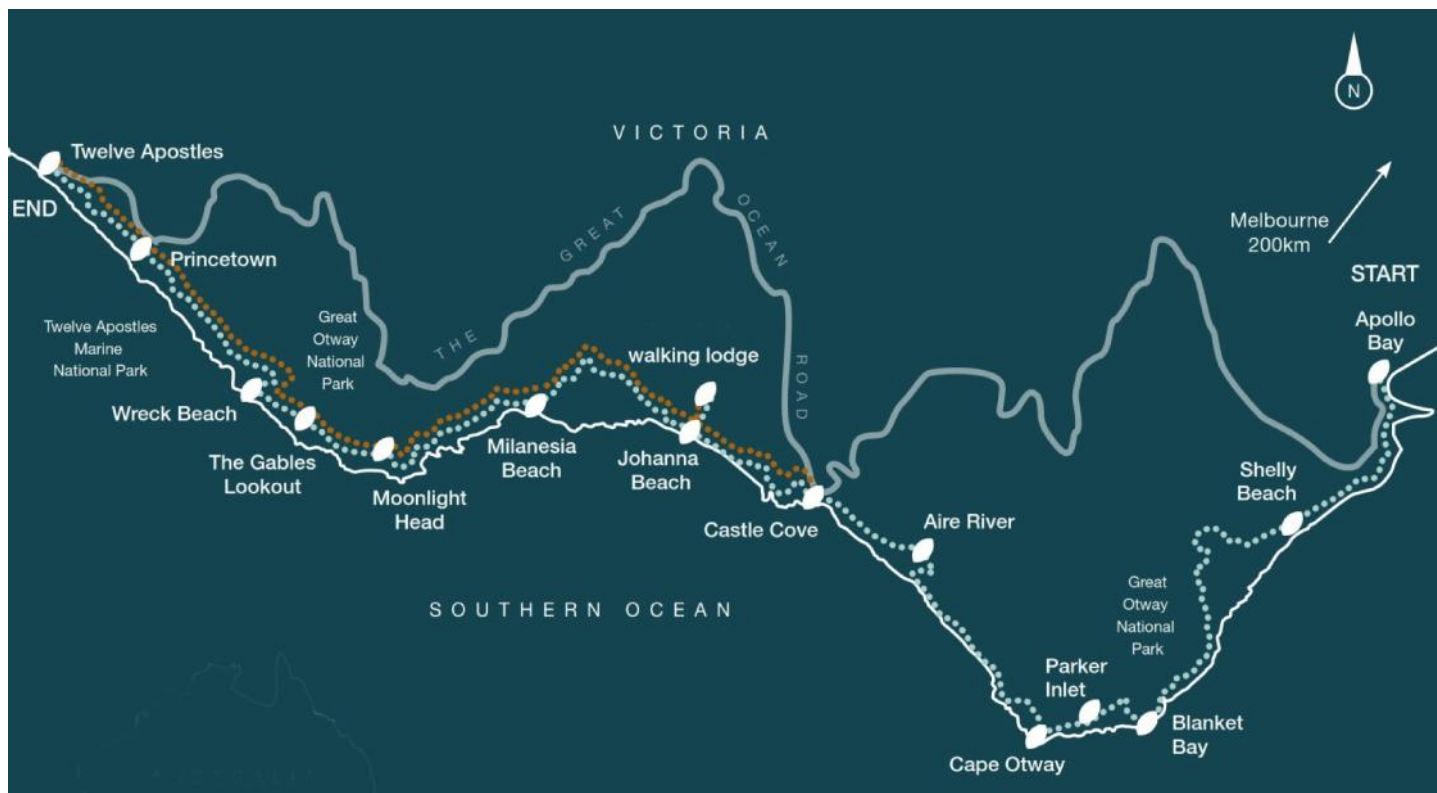 VICTORIA
N
Twelve Apostles
END
Melbourne
200km
START
Princetown
THE GREAT OCEAN ROAD
Apollo
Bay
Twelve Apostles
Marine
National Park
Great
Otway
National
Park
walking lodge
Wreck Beach
The Gables
Lookout
Moonlight
Head
Milanesia
Beach
Johanna
Beach
Castle Cove
Shelly
Beach
Aire River
SOUTHERN OCEAN
Great
Otway
National
Park
Parker
Inlet
Blanket
Bay
Cape Otway